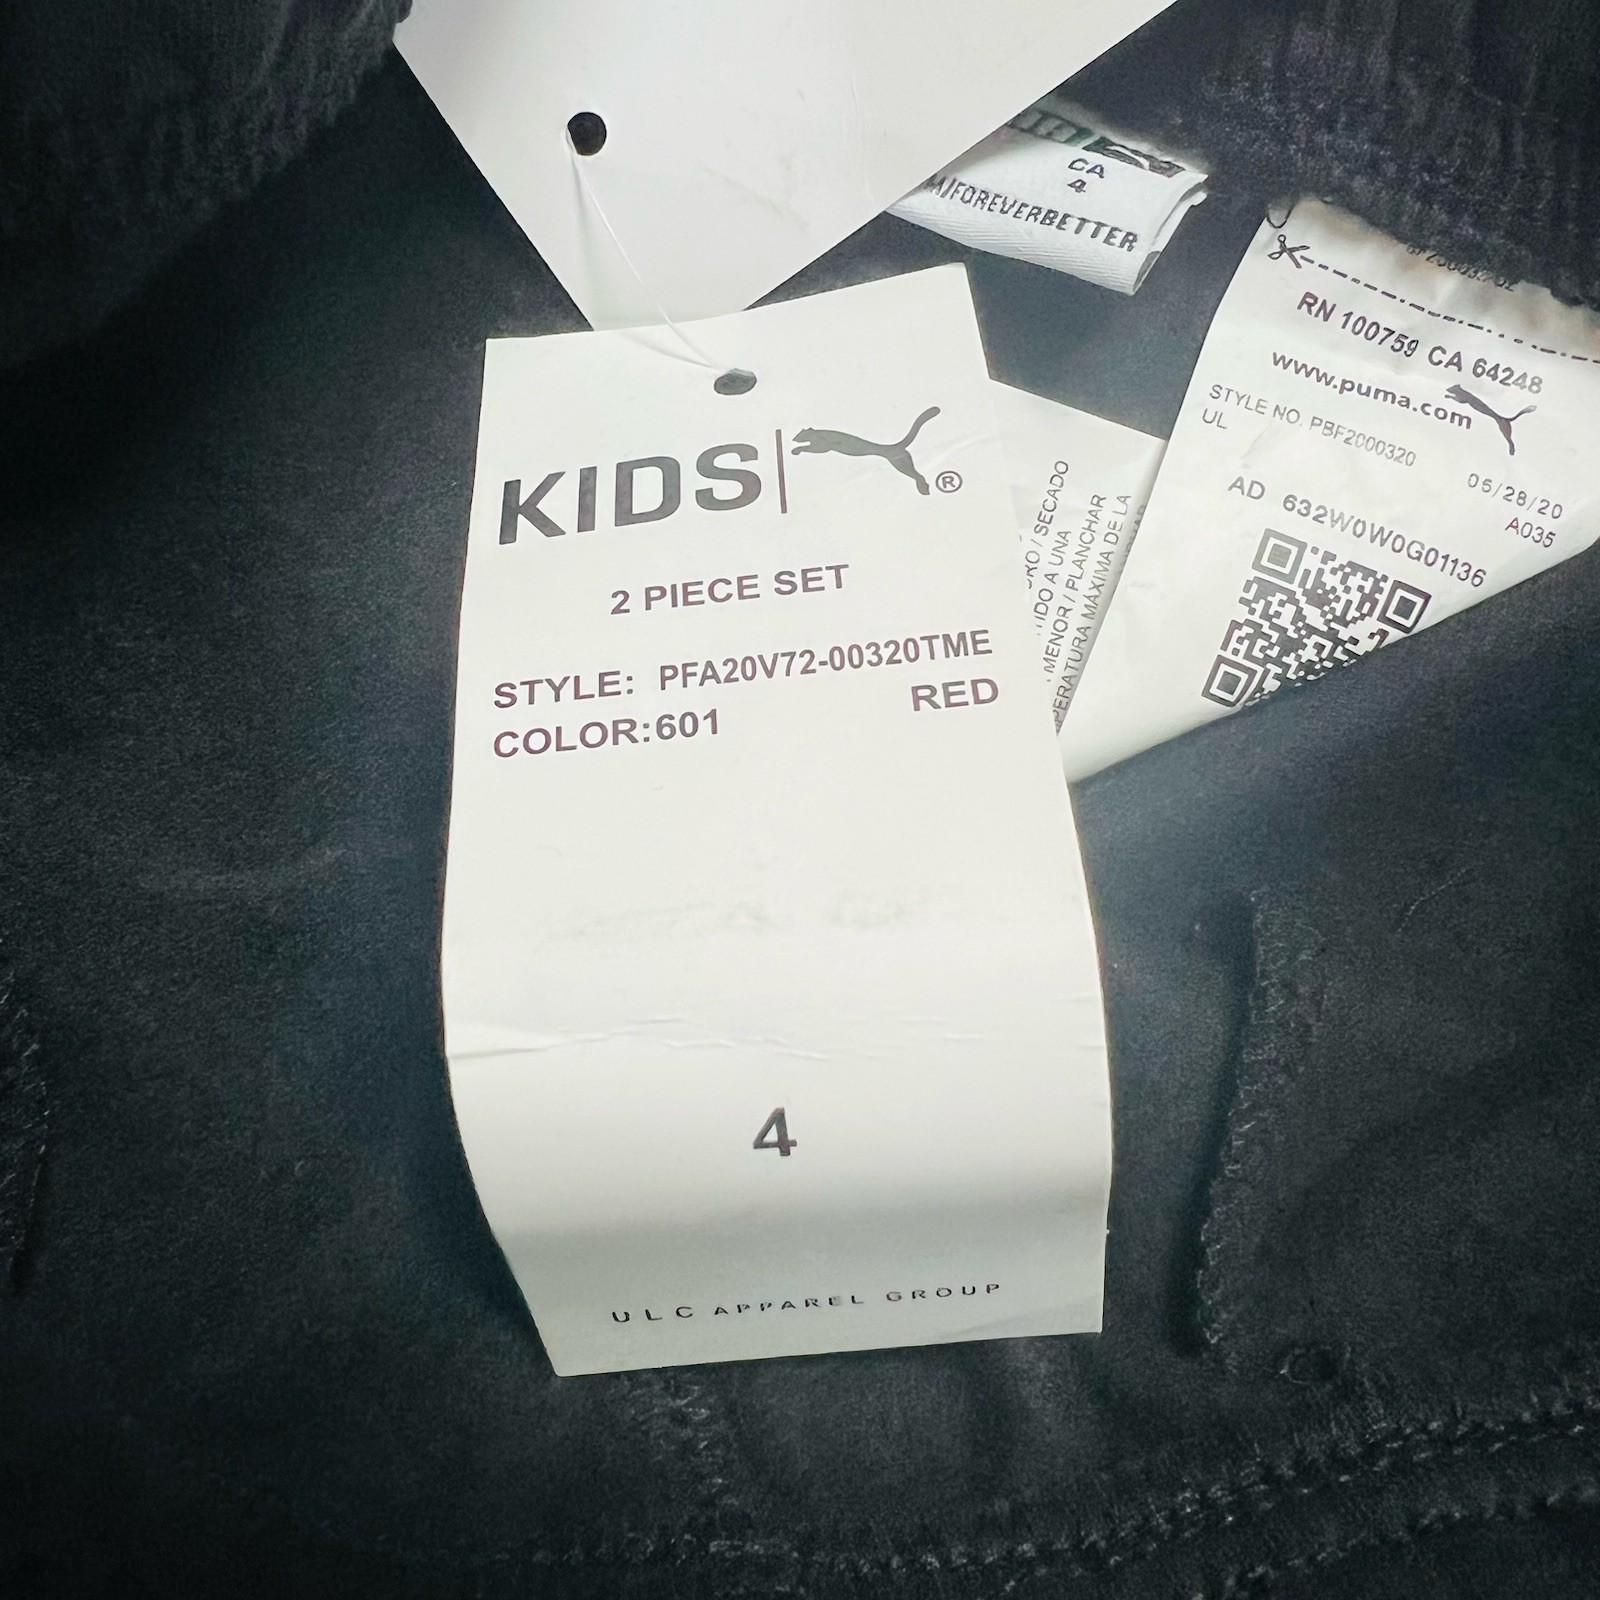 CA
4
/FOREVERBETTER
RN 100759 CA 64248
www.puma.com
STYLE NO. PBF2000320
UL
05/28/20
A035
AD 632W0W0G01136
/ SECADO
A UNA
MENOR / PLANCHAR
MÁXIMA DE LA
KIDS
®
2 PIECE SET
STYLE: PFA20V72-00320TME
COLOR:601 RED
4
ULC APPAREL GROUP